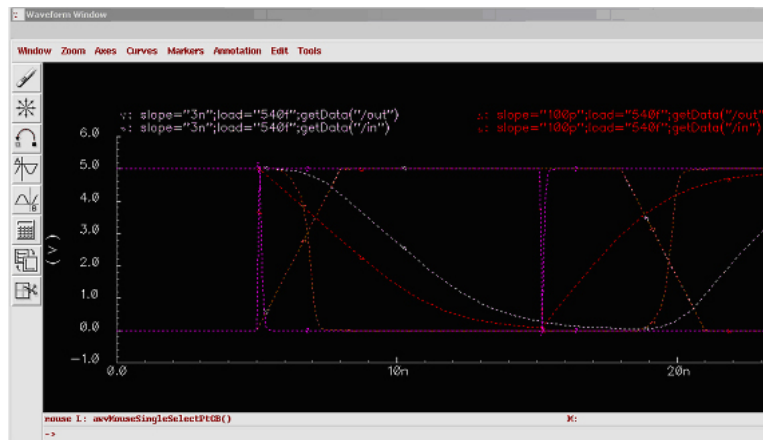 Waveform Window
Window Zoom Axes Curves Markers Annotation Edit Tools
slope="3n";load="540f";getData("/out")
slope="3n";load="540f";getData("/in")
slope="100p";load="540f";getData("/out"
slope="100p";load="540f";getData("/in")
6.0
5.0
4.0
3.0
2.0
1.0
0.0
-1.0
(V)
0.0 10n 20n
mouse L: awvMouseSingleSelectPtCB() M:
->